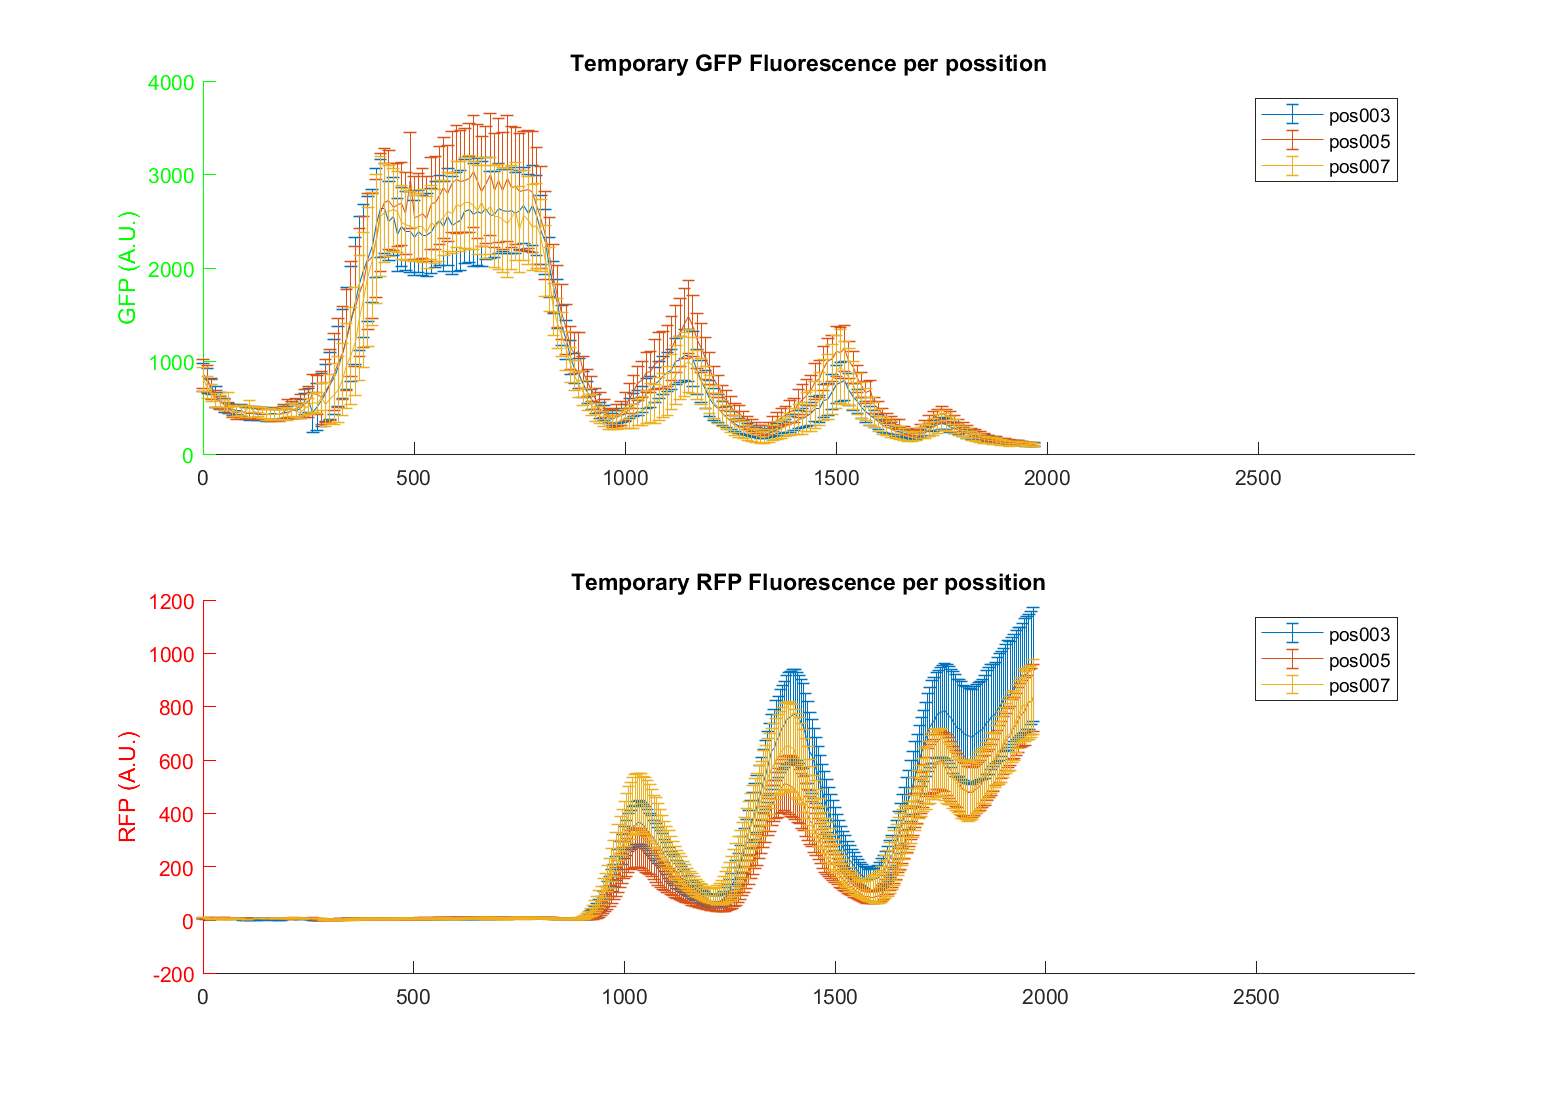 Temporary GFP Fluorescence per possition
4000
3000
2000
1000
0
GFP (A.U.)
0 500 1000 1500 2000 2500
pos003
pos005
pos007
Temporary RFP Fluorescence per possition
1200
1000
800
600
400
200
0
-200
RFP (A.U.)
0 500 1000 1500 2000 2500
pos003
pos005
pos007